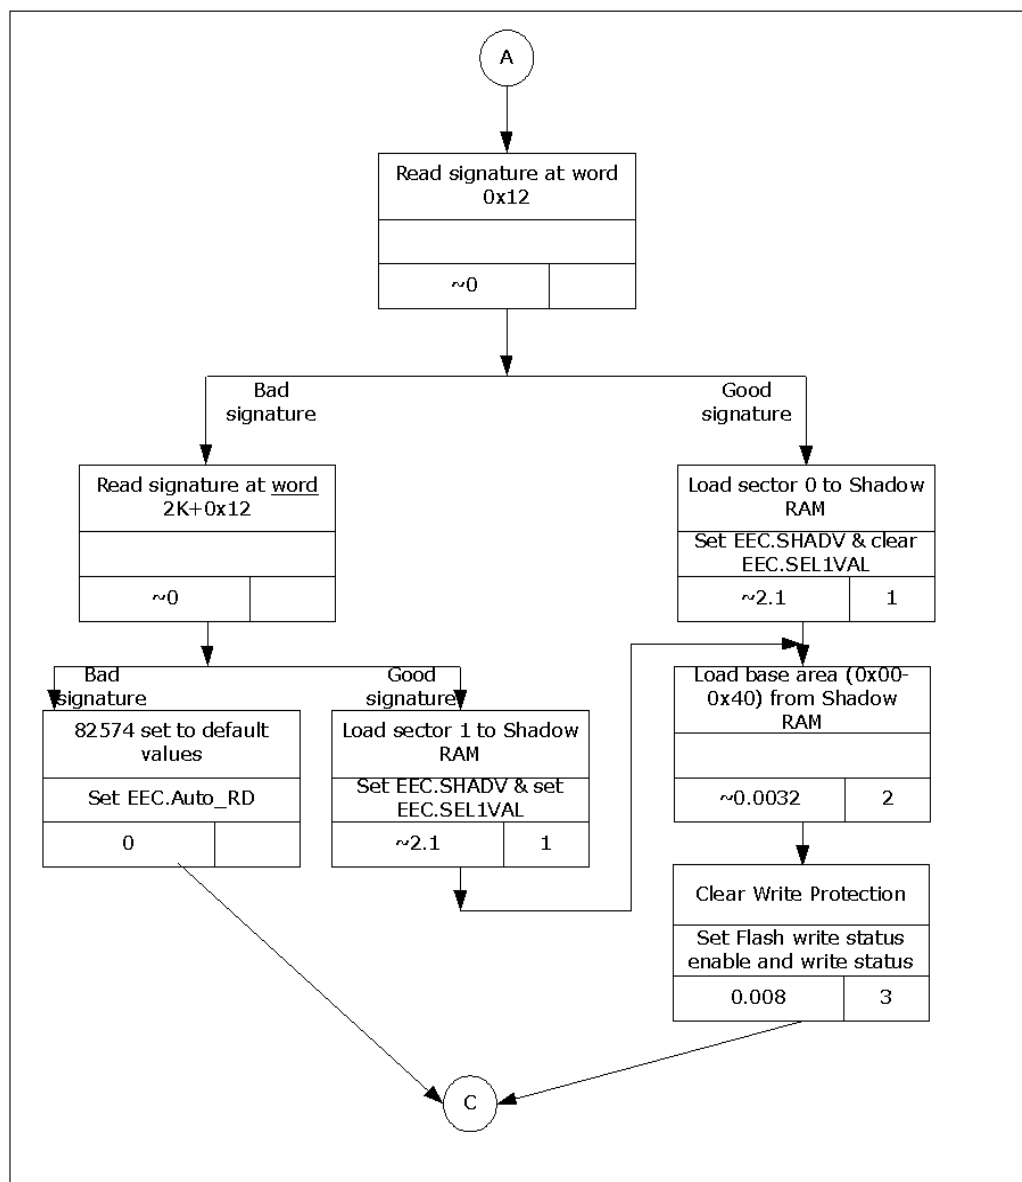 A
Read signature at word
0x12
~0
Bad
signature
Good
signature
Read signature at word
2K+0x12
~0
Load sector 0 to Shadow
RAM
Set EEC.SHADV & clear
EEC.SEL1VAL
~2.1
1
Bad
signature
Good
signature
82574 set to default
values
Set EEC.Auto_RD
0
Load sector 1 to Shadow
RAM
Set EEC.SHADV & set
EEC.SEL1VAL
~2.1
1
Load base area (0x00-
0x40) from Shadow
RAM
~0.0032
2
Clear Write Protection
Set Flash write status
enable and write status
0.008
3
C